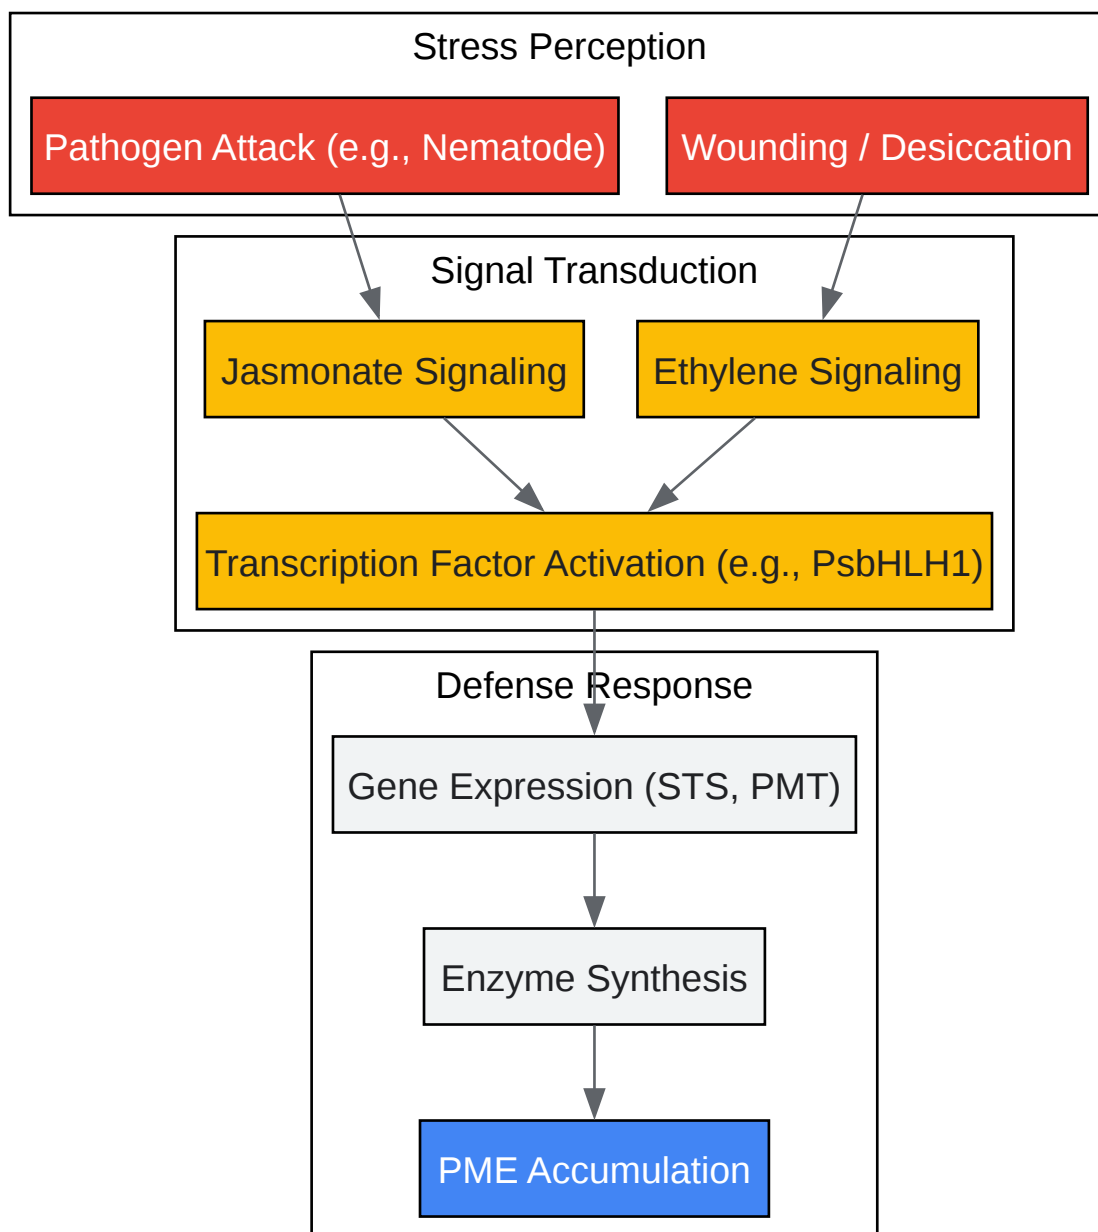 Stress Perception
Pathogen Attack (e.g., Nematode)
Wounding / Desiccation
Signal Transduction
Jasmonate Signaling
Ethylene Signaling
Transcription Factor Activation (e.g., PsbHLH1)
Defense Response
Gene Expression (STS, PMT)
Enzyme Synthesis
PME Accumulation